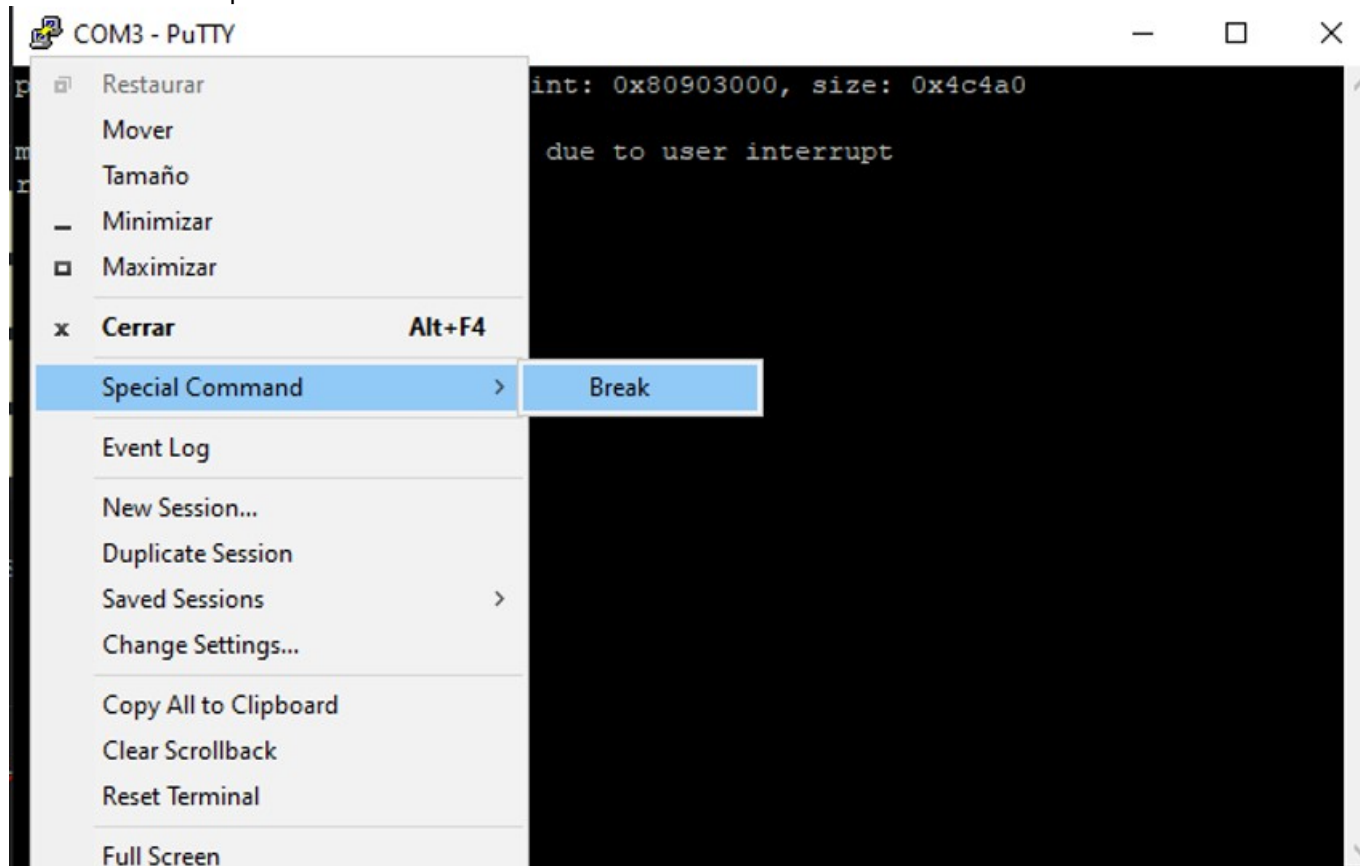 COM3 - PuTTY
int: 0x80903000, size: 0x4c4a0
due to user interrupt
Restaurar
Mover
Tamaño
Minimizar
Maximizar
Cerrar Alt+F4
Special Command Break
Event Log
New Session...
Duplicate Session
Saved Sessions
Change Settings...
Copy All to Clipboard
Clear Scrollback
Reset Terminal
Full Screen